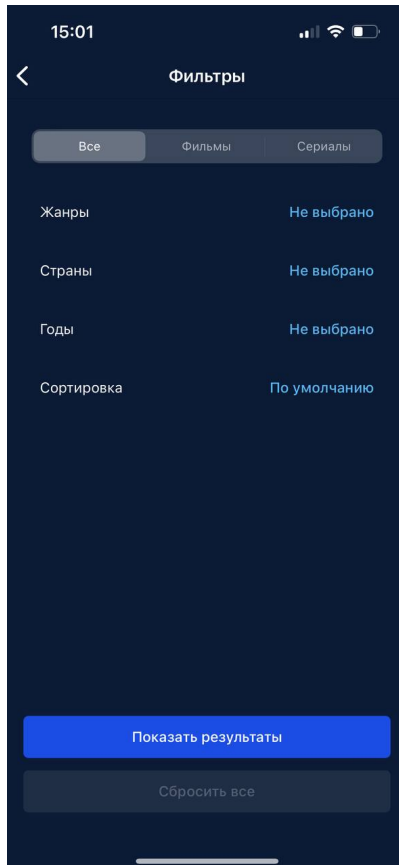 15:01
Фильтры
Все Фильмы Сериалы
Жанры Не выбрано
Страны Не выбрано
Годы Не выбрано
Сортировка По умолчанию
Показать результаты
Сбросить все